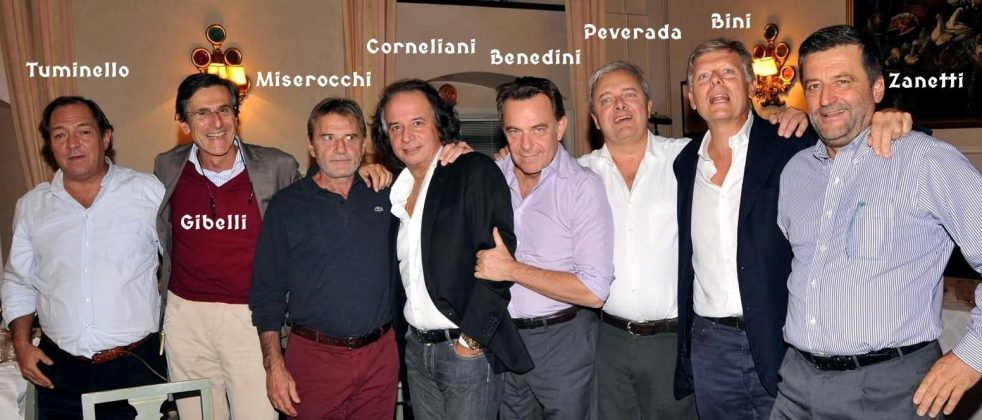 Tuminello
Gibelli
Miserocchi
Corneliani
Benedini
Peverada
Bini
Zanetti